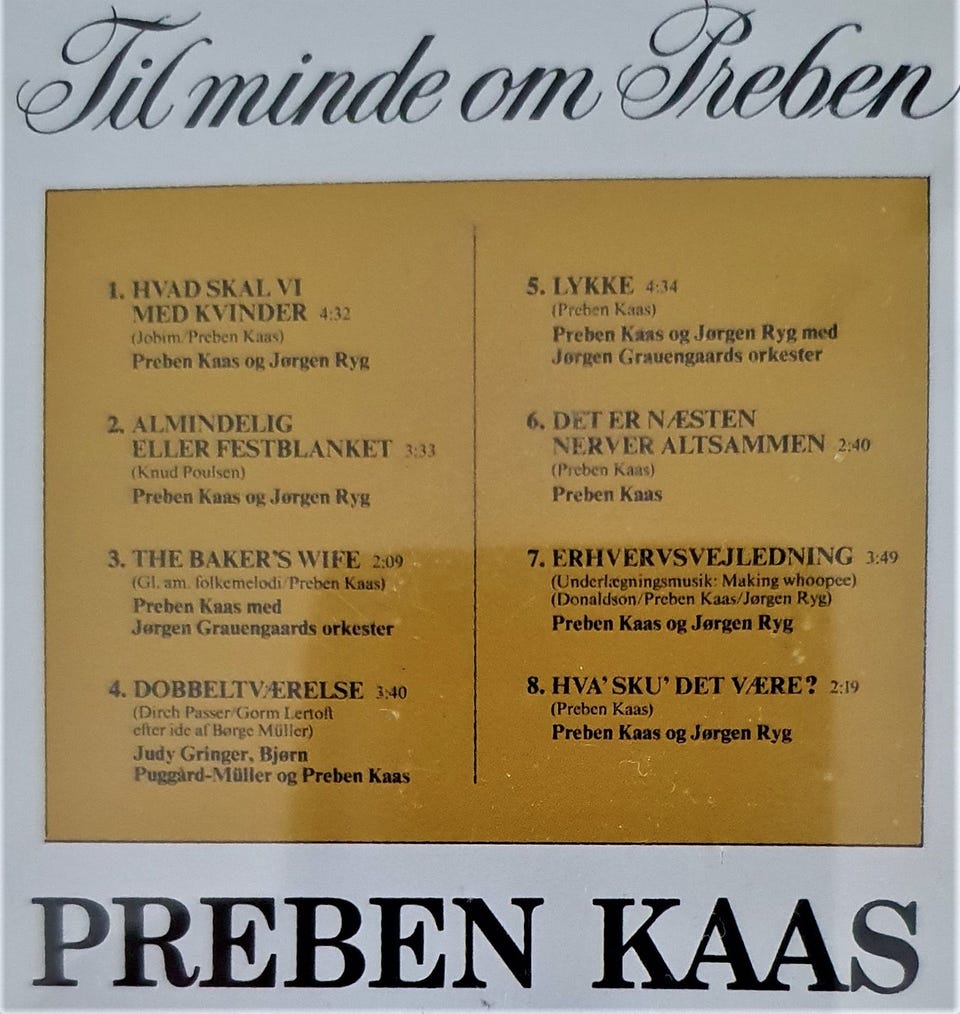 Til minde om Preben
1. HVAD SKAL VI
MED KVINDER 4:32
(Jobim/Preben Kaas)
Preben Kaas og Jørgen Ryg
2. ALMINDELIG
ELLER FESTBLANKET 3:33
(Knud Poulsen)
Preben Kaas og Jørgen Ryg
3. THE BAKER'S WIFE 2:09
(Gl. am. folkemelodi/Preben Kaas)
Preben Kaas med
Jørgen Grauengaards orkester
4. DOBBELTVÆRELSE 3:40
(Dirch Passer/Gorm Lertoft
efter ide af Børge Müller)
Judy Gringer, Bjørn
Puggård-Müller og Preben Kaas
5. LYKKE 4:34
(Preben Kaas)
Preben Kaas og Jørgen Ryg med
Jørgen Grauengaards orkester
6. DET ER NÆSTEN
NERVER ALTSAMMEN 2:40
(Preben Kaas)
Preben Kaas
7. ERHVERVSVEJLEDNING 3:49
(Underlægningsmusik: Making whoopee)
(Donaldson/Preben Kaas/Jørgen Ryg)
Preben Kaas og Jørgen Ryg
8. HVA' SKU' DET VÆRE? 2:19
(Preben Kaas)
Preben Kaas og Jørgen Ryg
PREBEN KAAS